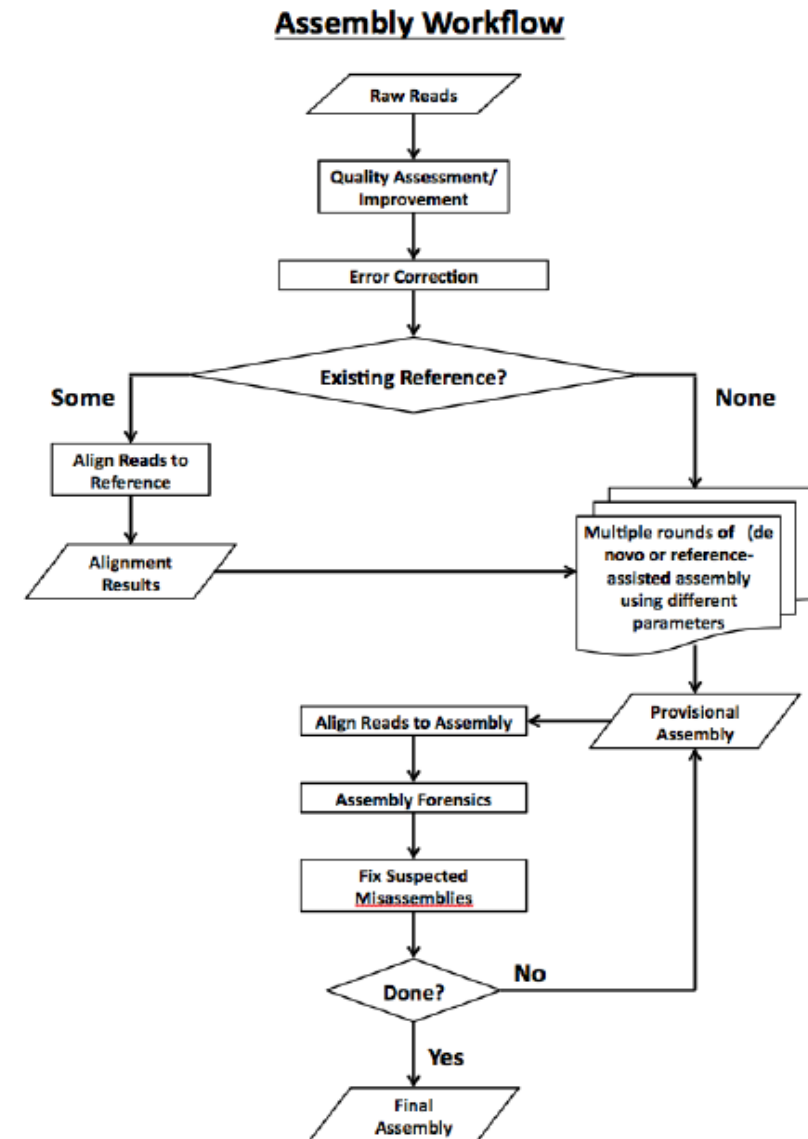 Assembly Workflow
Raw Reads
Quality Assessment/
Improvement
Error Correction
Existing Reference?
Some
None
Align Reads to
Reference
Alignment
Results
Multiple rounds of (de
novo or reference-
assisted assembly
using different
parameters
Provisional
Assembly
Align Reads to Assembly
Assembly Forensics
Fix Suspected
Misassemblies
Done?
No
Yes
Final
Assembly